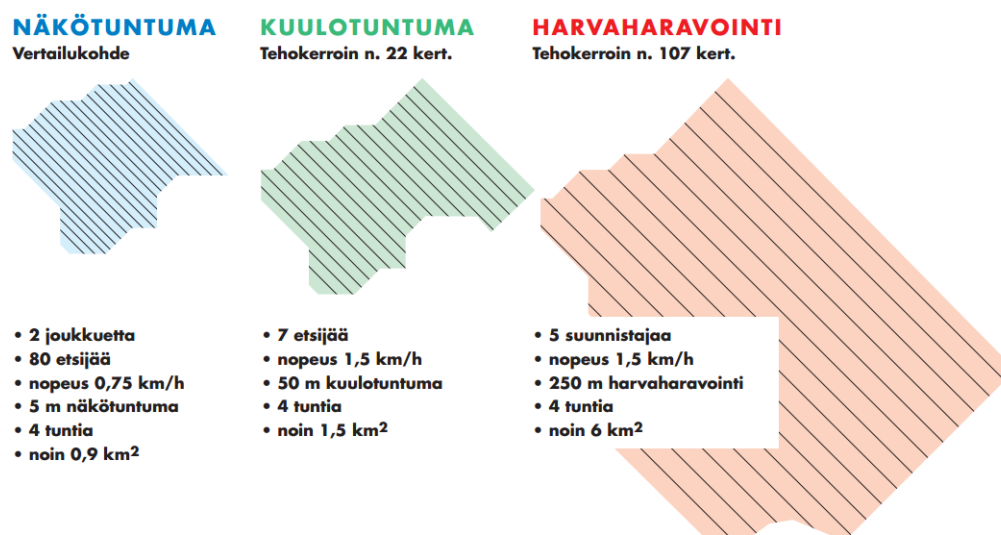 NÄKÖTUNTUMA
Vertailukohde
• 2 joukkuetta
• 80 etsijää
• nopeus 0,75 km/h
• 5 m näkötuntuma
• 4 tuntia
• noin 0,9 km²
KUULOTUNTUMA
Tehokerroin n. 22 kert.
• 7 etsijää
• nopeus 1,5 km/h
• 50 m kuulotuntuma
• 4 tuntia
• noin 1,5 km²
HARVAHARAVOINTI
Tehokerroin n. 107 kert.
• 5 suunnistajaa
• nopeus 1,5 km/h
• 250 m harvaharavointi
• 4 tuntia
• noin 6 km²